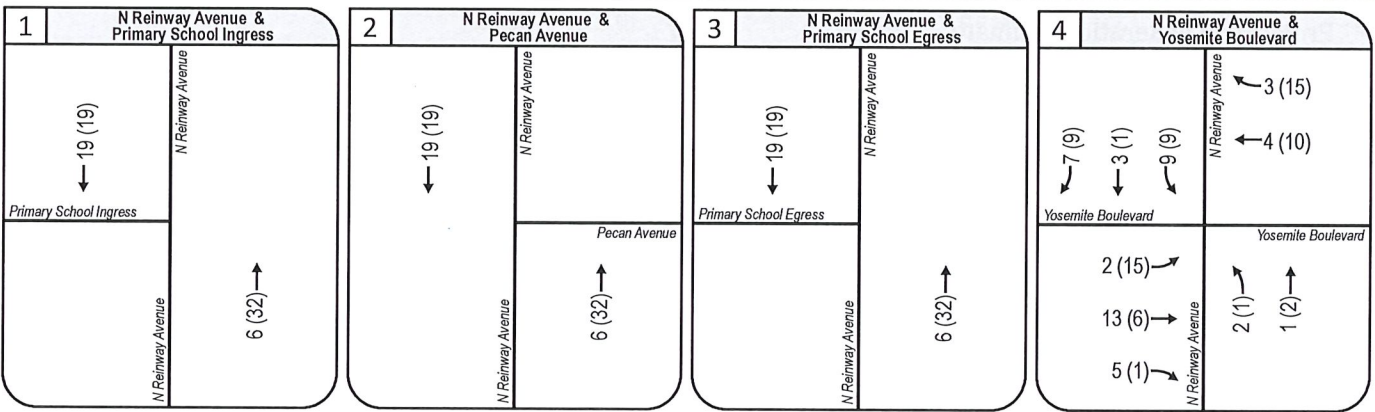 1
N Reinway Avenue &
Primary School Ingress
N Reinway Avenue
19 (19)
Primary School Ingress
6 (32)
N Reinway Avenue
2
N Reinway Avenue &
Pecan Avenue
N Reinway Avenue
19 (19)
Pecan Avenue
6 (32)
N Reinway Avenue
3
N Reinway Avenue &
Primary School Egress
N Reinway Avenue
19 (19)
Primary School Egress
6 (32)
N Reinway Avenue
4
N Reinway Avenue &
Yosemite Boulevard
N Reinway Avenue
3 (15)
4 (10)
7 (9)
3 (1)
9 (9)
Yosemite Boulevard
Yosemite Boulevard
2 (15)
13 (6)
5 (1)
2 (1)
1 (2)
N Reinway Avenue